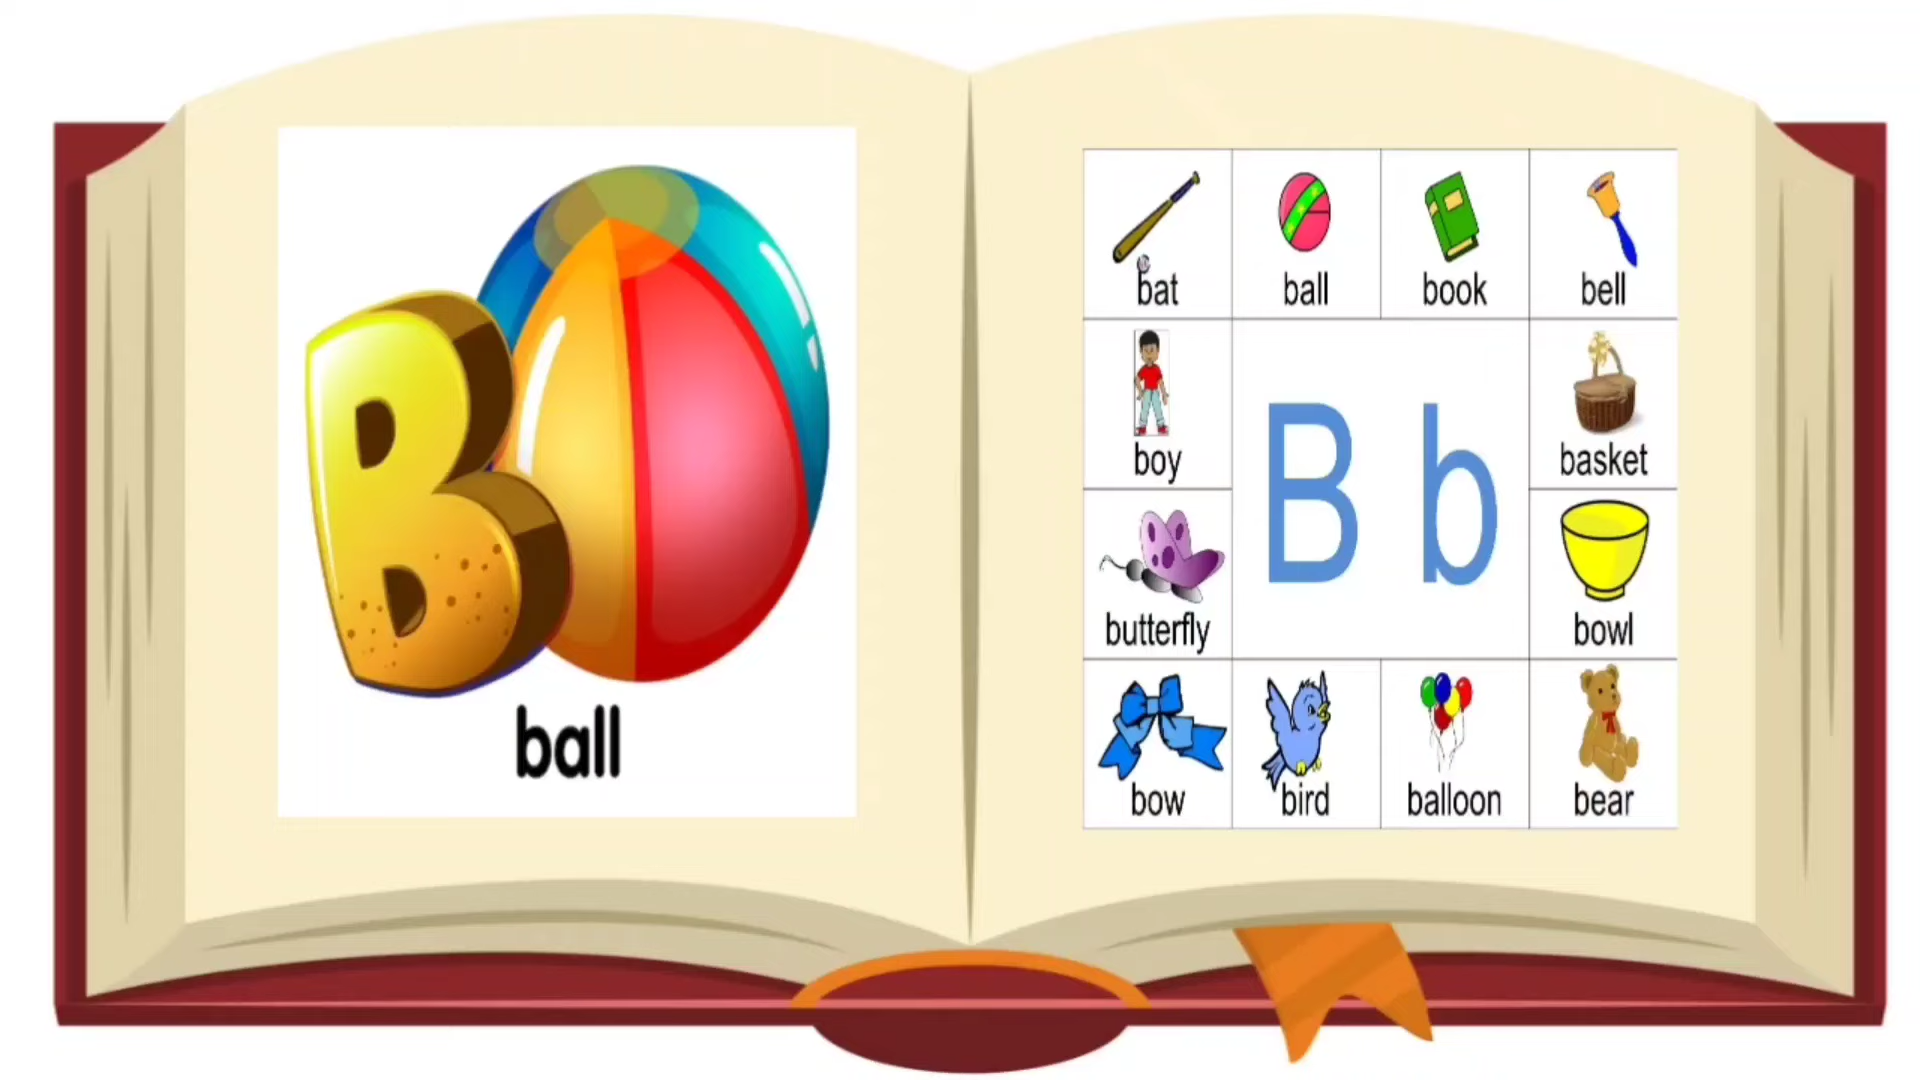 B
ball
bat ball book bell
boy basket
B b
butterfly bowl
bow bird balloon bear